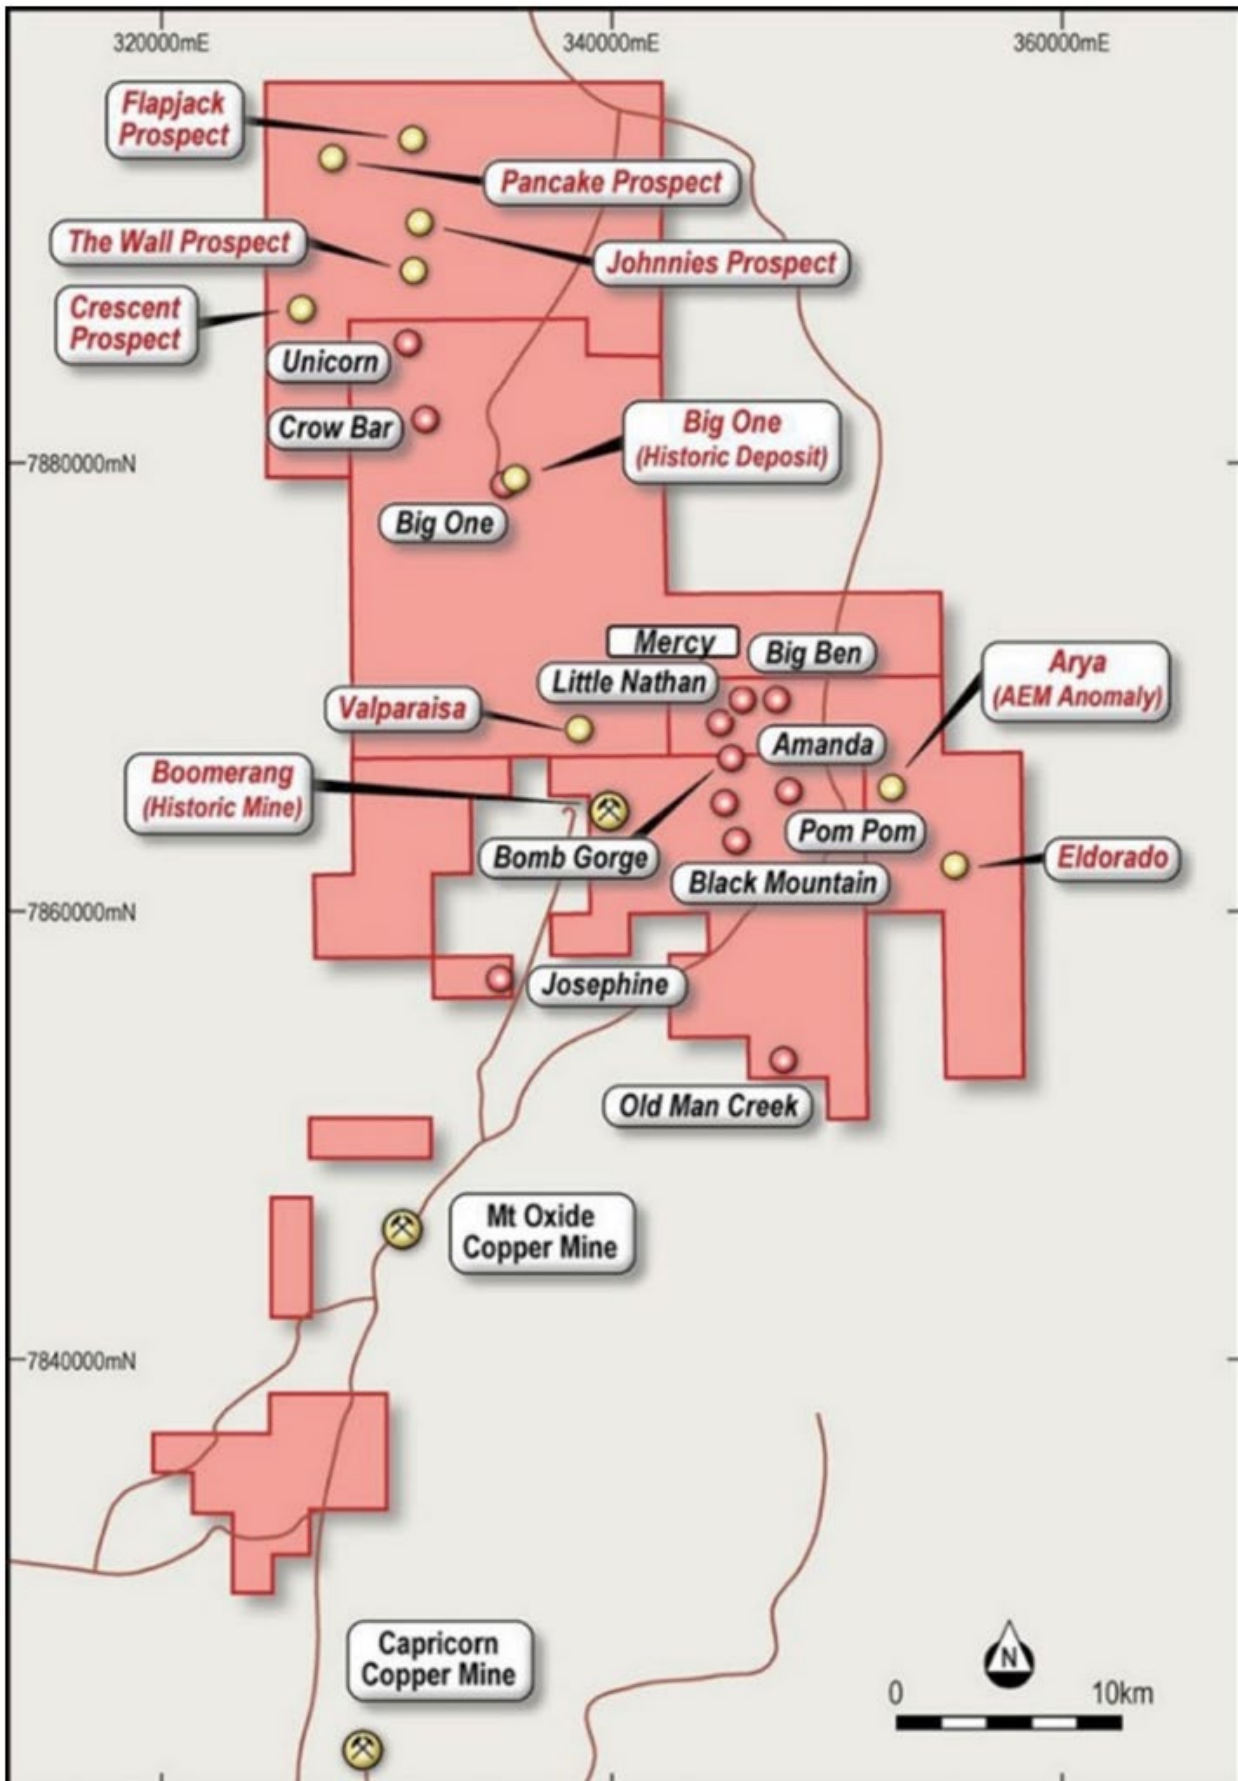 320000mE
340000mE
360000mE
Flapjack
Prospect
Pancake Prospect
The Wall Prospect
Johnnies Prospect
Crescent
Prospect
Unicorn
Crow Bar
Big One
(Historic Deposit)
7880000mN
Big One
Mercy
Big Ben
Little Nathan
Arya
(AEM Anomaly)
Valparaisa
Amanda
Boomerang
(Historic Mine)
Pom Pom
Bomb Gorge
Eldorado
Black Mountain
7860000mN
Josephine
Old Man Creek
Mt Oxide
Copper Mine
7840000mN
Capricorn
Copper Mine
N
0
10km